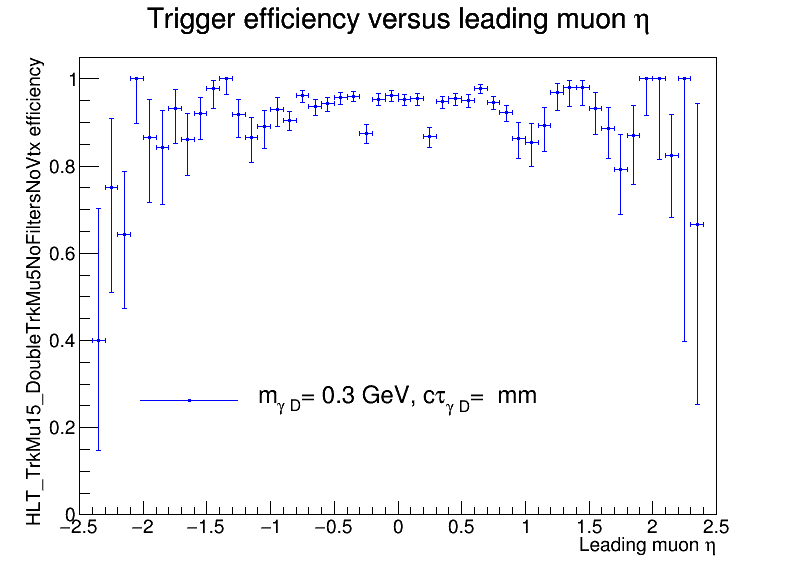 Trigger efficiency versus leading muon η
HLT_TrkMu15_DoubleTrkMu5NoFiltersNoVtx efficiency
1
0.8
0.6
0.4
0.2
0
m_γ D= 0.3 GeV, cτ_γ D=  mm
−2.5 −2 −1.5 −1 −0.5 0 0.5 1 1.5 2 2.5
Leading muon η